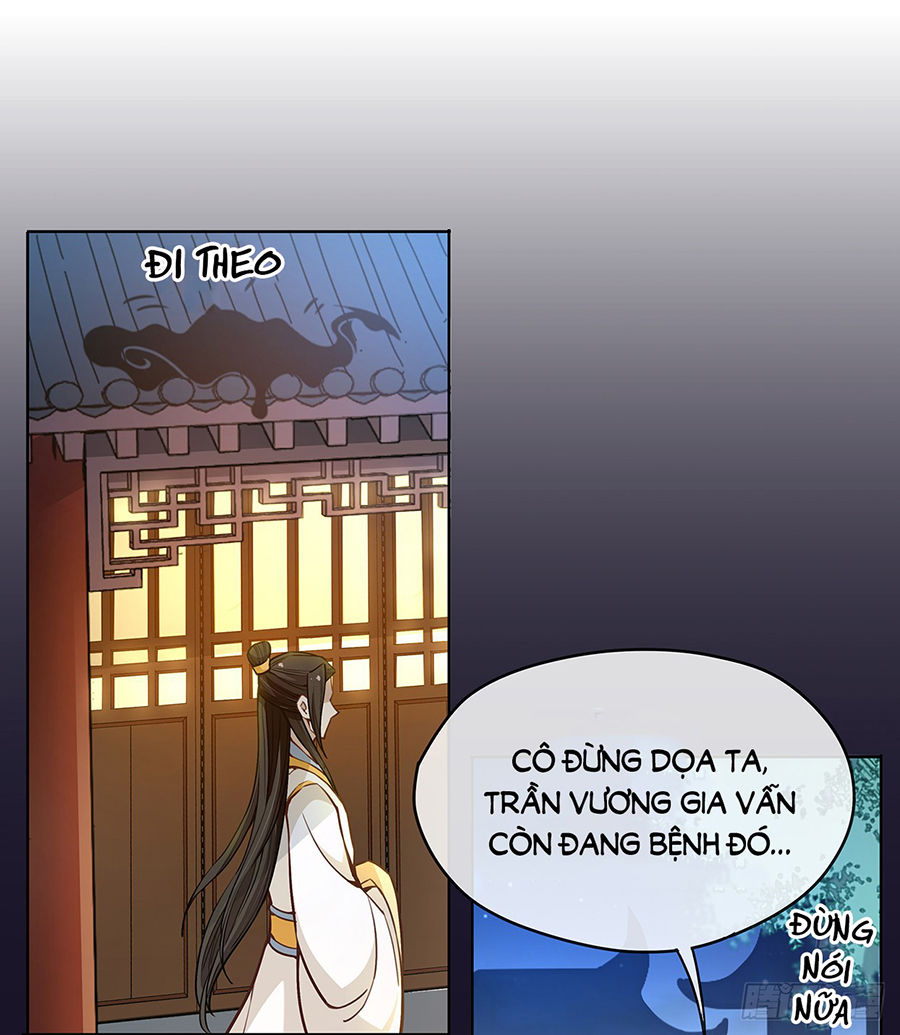 ĐI THEO
CÔ ĐỪNG DỌA TA,
TRẦN VƯƠNG GIA VẪN
CÒN ĐANG BỆNH ĐÓ...
ĐỪNG
NÓI
NỮA